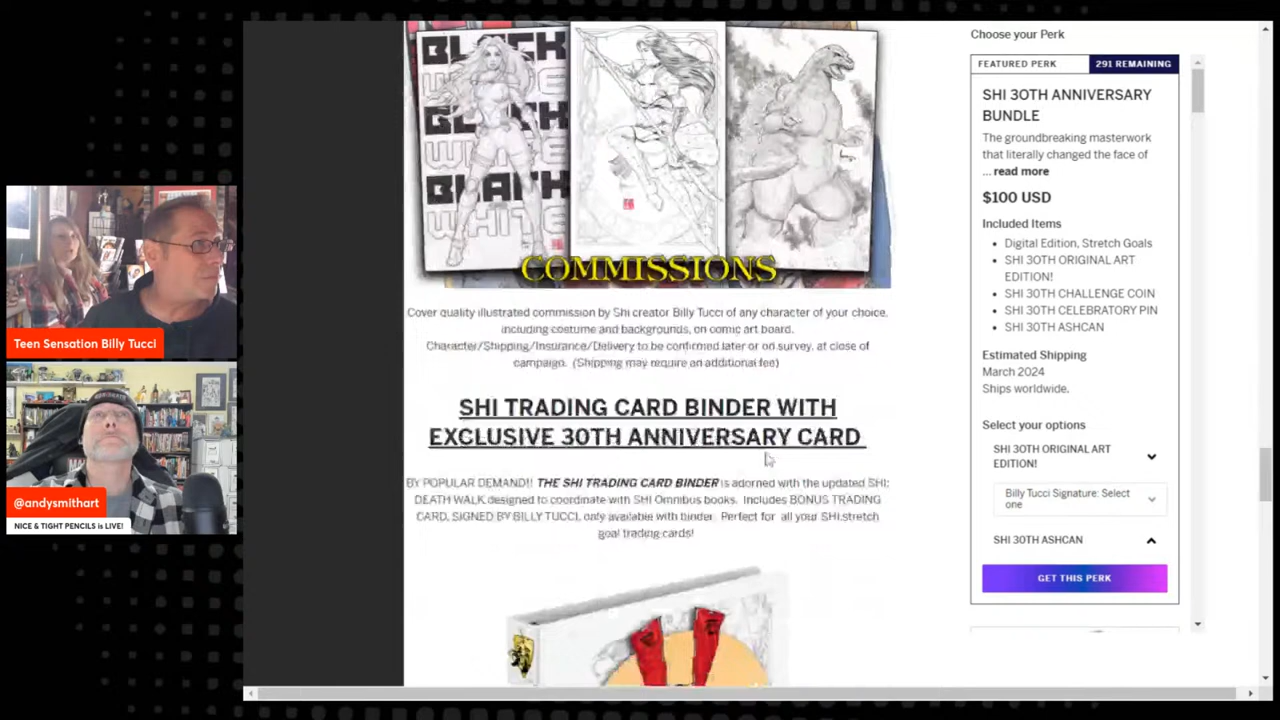 BLACK
WHITE
BLACK
WHITE
BLACK
WHITE
COMMISSIONS
Cover quality illustrated commission by Shi creator Billy Tucci of any character of your choice,
including costume and backgrounds, on comic art board.
Character/Shipping/Insurance/Delivery to be confirmed later or on survey, at close of
campaign. (Shipping may require an additional fee)
SHI TRADING CARD BINDER WITH
EXCLUSIVE 30TH ANNIVERSARY CARD
BY POPULAR DEMAND!! THE SHI TRADING CARD BINDER is adorned with the updated SHI:
DEATH WALK designed to coordinate with SHI Omnibus books. Includes BONUS TRADING
CARD, SIGNED BY BILLY TUCCI, only available with binder. Perfect for all your SHI stretch
goal trading cards!
Choose your Perk
FEATURED PERK
291 REMAINING
SHI 30TH ANNIVERSARY
BUNDLE
The groundbreaking masterwork
that literally changed the face of
... read more
$100 USD
Included Items
Digital Edition, Stretch Goals
SHI 30TH ORIGINAL ART
EDITION!
SHI 30TH CHALLENGE COIN
SHI 30TH CELEBRATORY PIN
SHI 30TH ASHCAN
Estimated Shipping
March 2024
Ships worldwide.
Select your options
SHI 30TH ORIGINAL ART
EDITION!
Billy Tucci Signature: Select
one
SHI 30TH ASHCAN
GET THIS PERK
Teen Sensation Billy Tucci
@andysmithart
NICE & TIGHT PENCILS is LIVE!